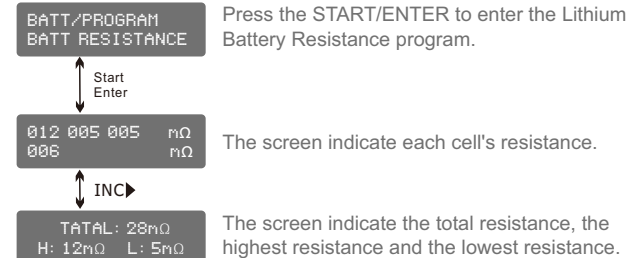 BATT/PROGRAM
BATT RESISTANCE
Press the START/ENTER to enter the Lithium
Battery Resistance program.
Start
Enter
012 005 005 mΩ
006 mΩ
The screen indicate each cell's resistance.
INC▶
TATAL: 28mΩ
H: 12mΩ L: 5mΩ
The screen indicate the total resistance, the
highest resistance and the lowest resistance.